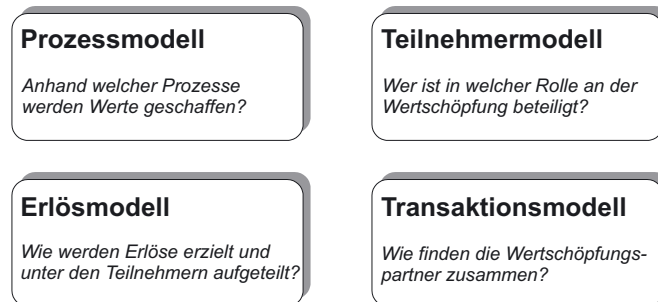 Prozessmodell
Anhand welcher Prozesse
werden Werte geschaffen?
Teilnehmermodell
Wer ist in welcher Rolle an der
Wertschöpfung beteiligt?
Erlösmodell
Wie werden Erlöse erzielt und
unter den Teilnehmern aufgeteilt?
Transaktionsmodell
Wie finden die Wertschöpfungs-
partner zusammen?